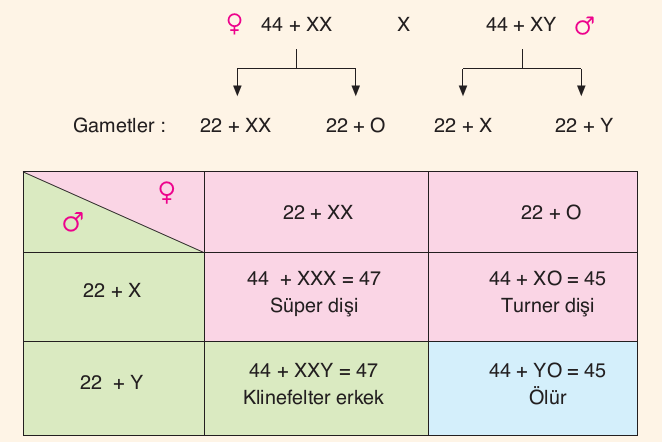 ♀ 44 + XX X 44 + XY ♂
Gametler : 22 + XX 22 + O 22 + X 22 + Y
♂ ♀ 22 + XX 22 + O
22 + X
44 + XXX = 47
Süper dişi
44 + XO = 45
Turner dişi
22 + Y
44 + XXY = 47
Klinefelter erkek
44 + YO = 45
Ölür